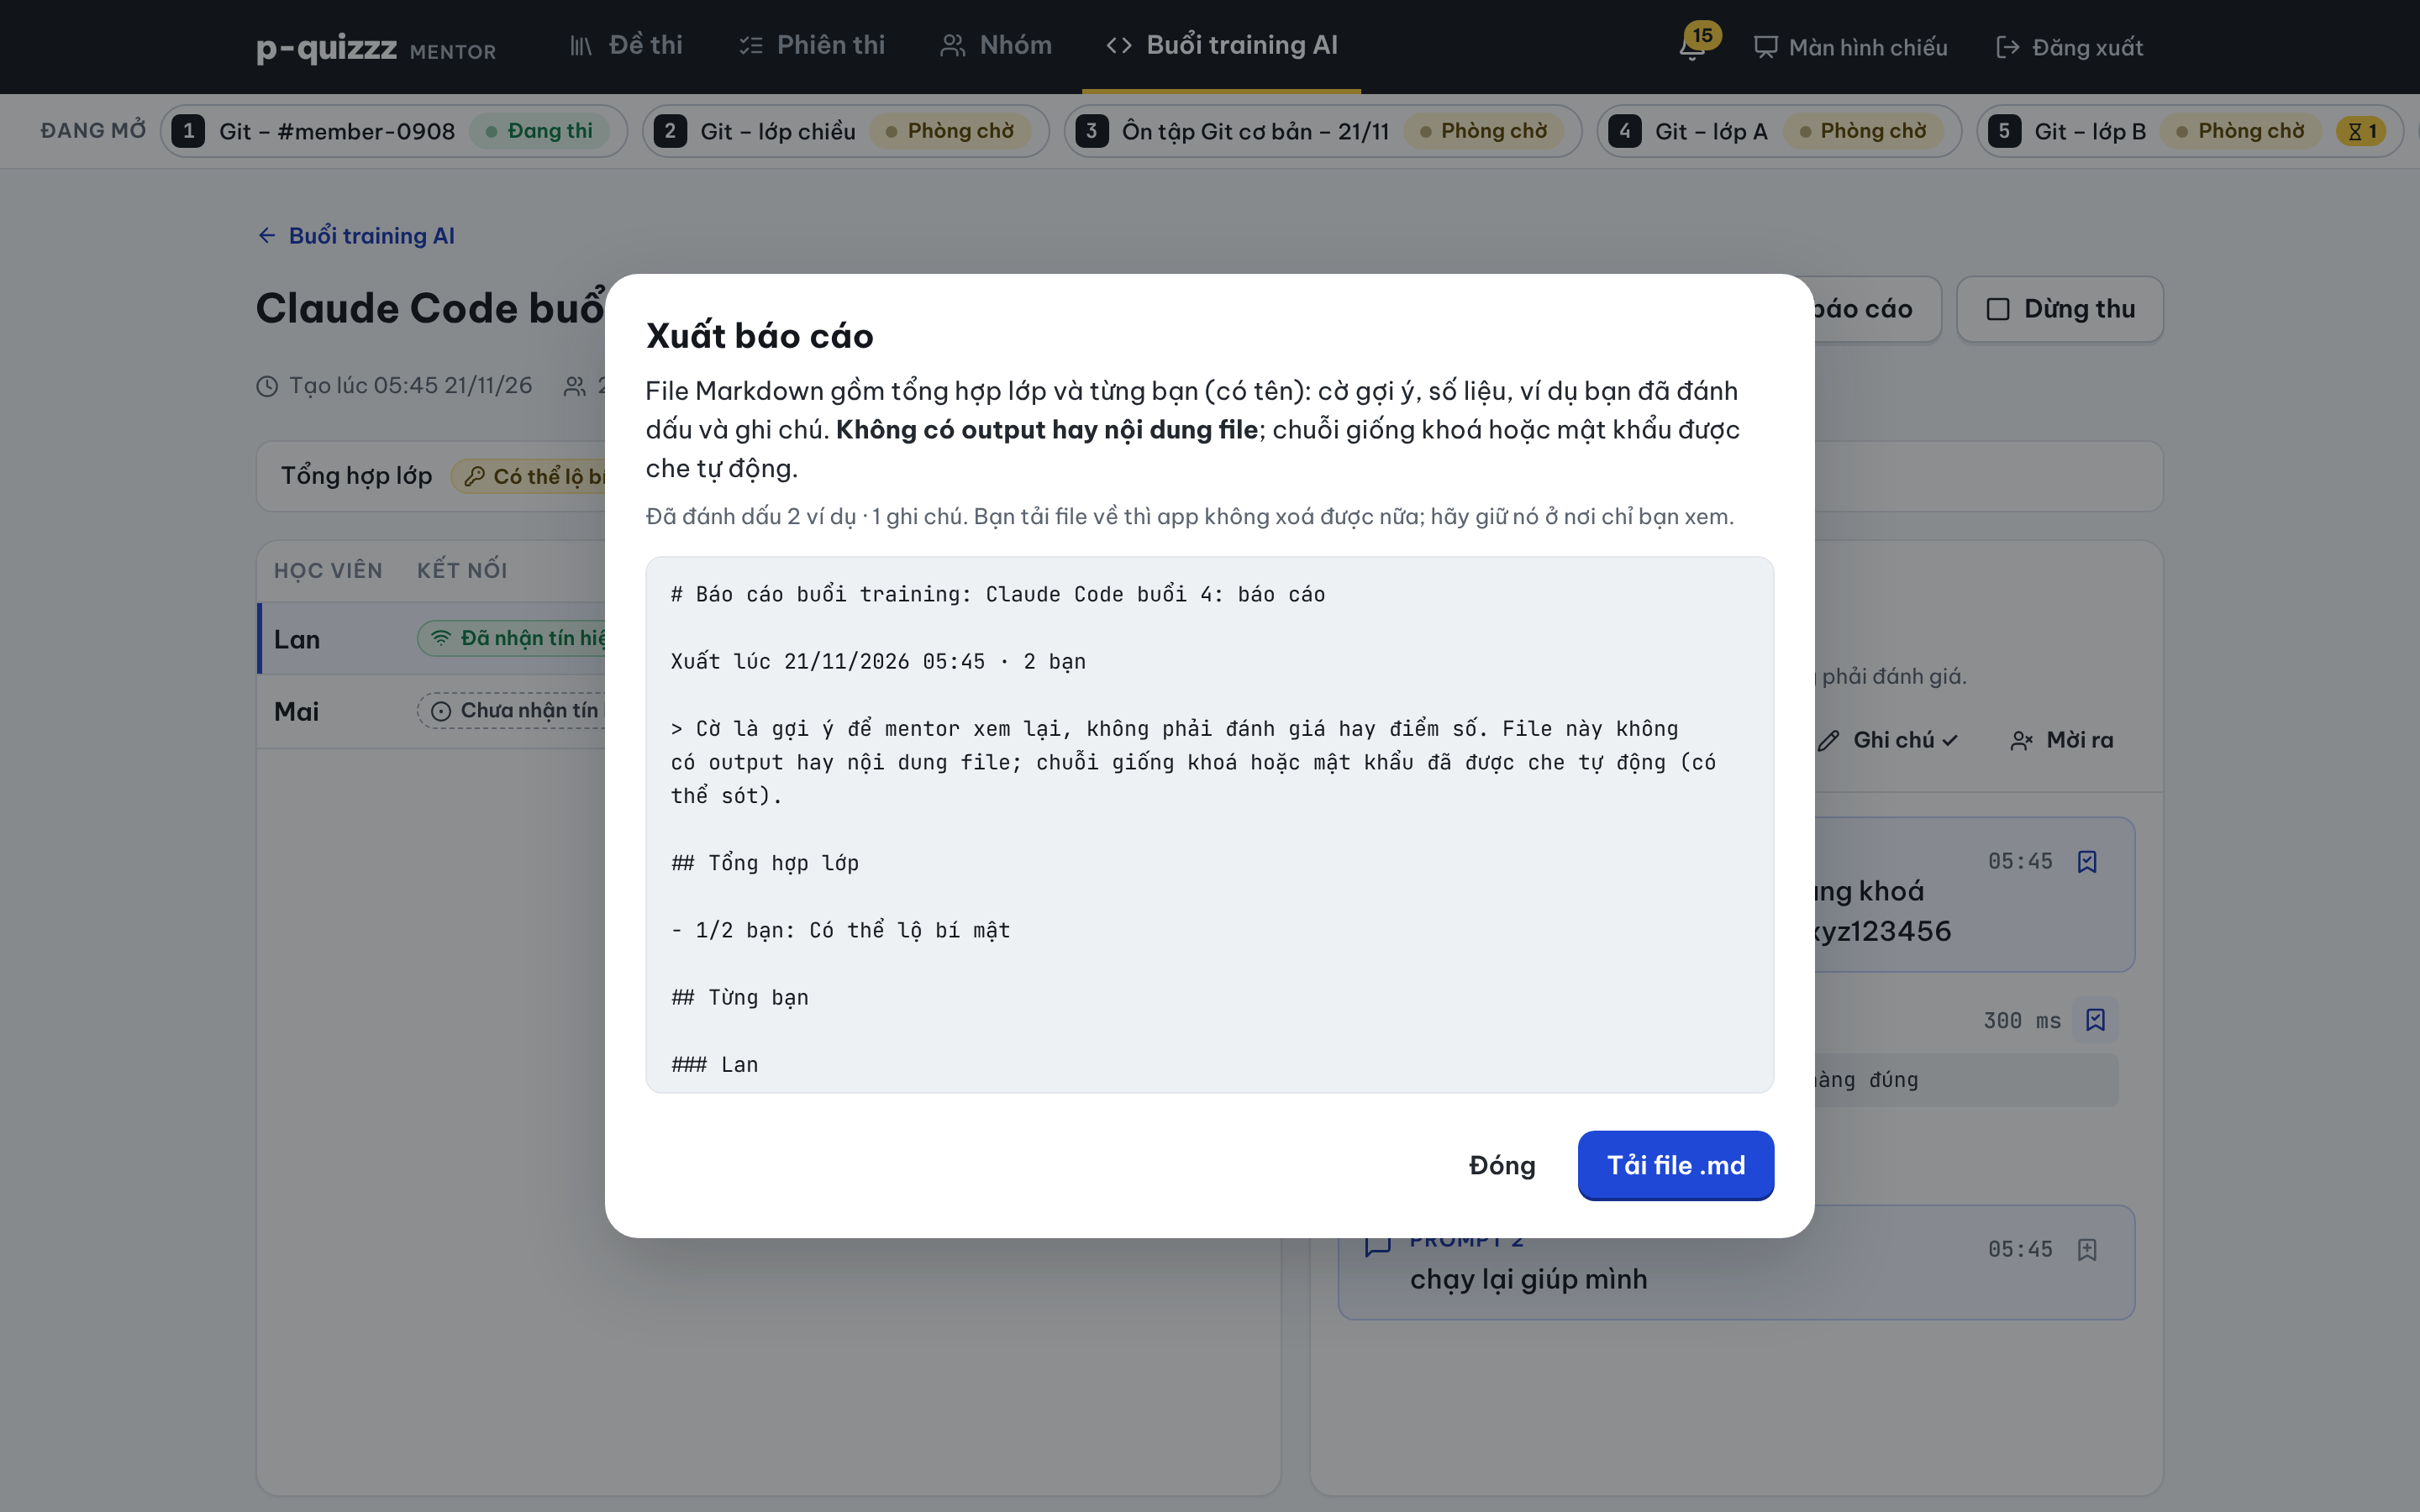 p-quizzz MENTOR
Đề thi
Phiên thi
Nhóm
Buổi training AI
15
Màn hình chiếu
Đăng xuất
ĐANG MỞ
1 Git – #member-0908 Đang thi
2 Git – lớp chiều Phòng chờ
3 Ôn tập Git cơ bản – 21/11 Phòng chờ
4 Git – lớp A Phòng chờ
5 Git – lớp B Phòng chờ 1
Buổi training AI
Claude Code
báo cáo
Dừng thu
Tạo lúc 05:45 21/11/26
Tổng hợp lớp
Có thể lộ
HỌC VIÊN KẾT NỐI
Lan Đã nhận tín
Mai Chưa nhận tín
phải đánh giá.
Ghi chú
Mời ra
05:45
khoá
xyz123456
300 ms
đúng
PROMPT 2
05:45
chạy lại giúp mình
Xuất báo cáo
File Markdown gồm tổng hợp lớp và từng bạn (có tên): cờ gợi ý, số liệu, ví dụ bạn đã đánh
dấu và ghi chú. Không có output hay nội dung file; chuỗi giống khoá hoặc mật khẩu được
che tự động.
Đã đánh dấu 2 ví dụ · 1 ghi chú. Bạn tải file về thì app không xoá được nữa; hãy giữ nó ở nơi chỉ bạn xem.
# Báo cáo buổi training: Claude Code buổi 4: báo cáo
Xuất lúc 21/11/2026 05:45 · 2 bạn
> Cờ là gợi ý để mentor xem lại, không phải đánh giá hay điểm số. File này không
có output hay nội dung file; chuỗi giống khoá hoặc mật khẩu đã được che tự động (có
thể sót).
## Tổng hợp lớp
- 1/2 bạn: Có thể lộ bí mật
## Từng bạn
### Lan
Đóng
Tải file .md